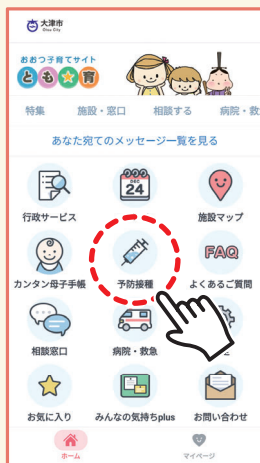 大津市
Otsu City
おおつ子育てサイト
とも☆育
特集 施設・窓口 相談する 病院・救
あなた宛てのメッセージ一覧を見る
DEC
24
FAQ
行政サービス 施設マップ
カンタン母子手帳 予防接種 よくあるご質問
相談窓口 病院・救急
お気に入り みんなの気持ちplus お問い合わせ
ホーム マイページ